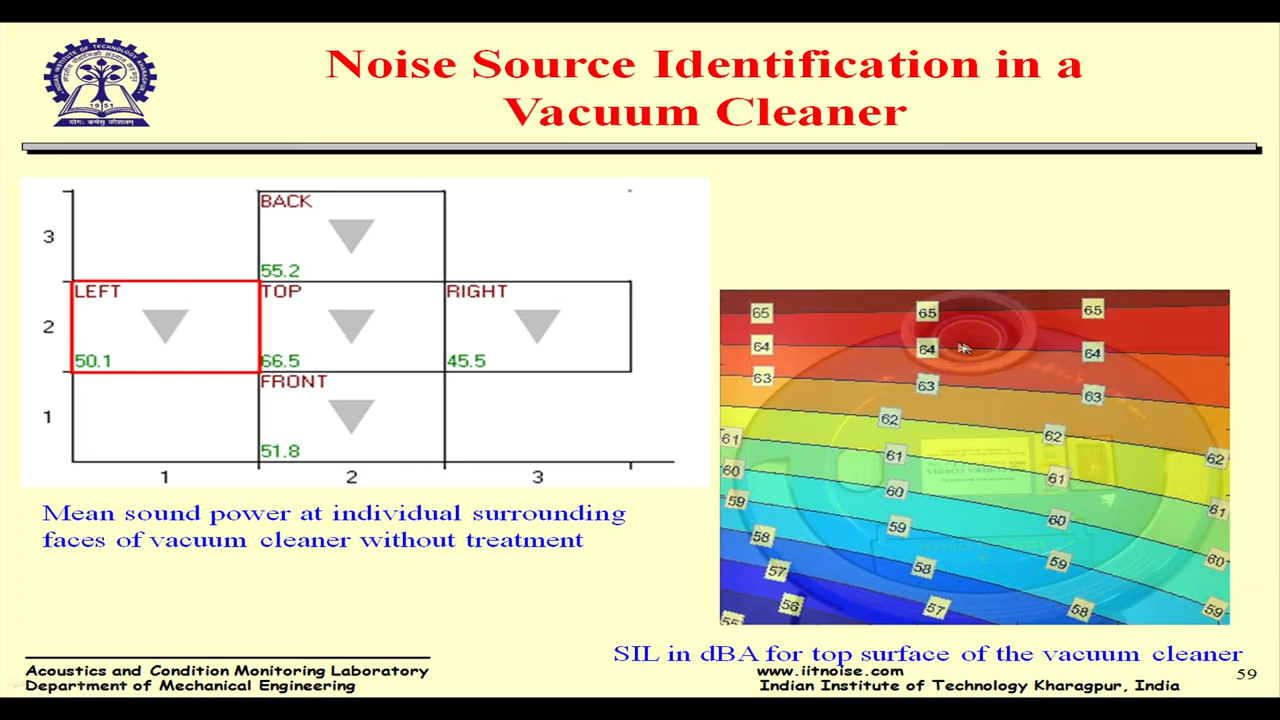 Noise Source Identification in a
Vacuum Cleaner
3
BACK
55.2
2
LEFT
TOP
RIGHT
50.1
66.5
45.5
1
FRONT
51.8
1 2 3
Mean sound power at individual surrounding
faces of vacuum cleaner without treatment
65 65 65
64 64 64
63 63 63
62 62 62
61 61 61 61
60 60 60 60
59 59 59 59
58 58 58
57 57
56
EUREKA FORBES
SIL in dBA for top surface of the vacuum cleaner
Acoustics and Condition Monitoring Laboratory
Department of Mechanical Engineering
www.iitnoise.com
Indian Institute of Technology Kharagpur, India
59